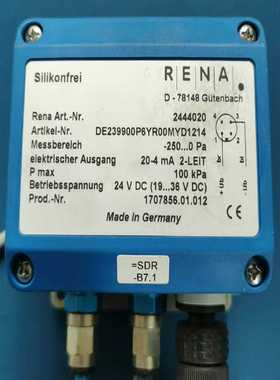 Silikonfrei
RENA.
D - 78148 Gütenbach
Rena Art.-Nr. 2444020
Artikel-Nr. DE239900P6YR00MYD1214
Messbereich -250...0 Pa
elektrischer Ausgang 20-4 mA 2-LEIT
P max 100 kPa
Betriebsspannung 24 V DC (19...36 V DC)
Prod.-Nr. 1707856.01.012
Made in Germany
CE
=SDR
-B7.1